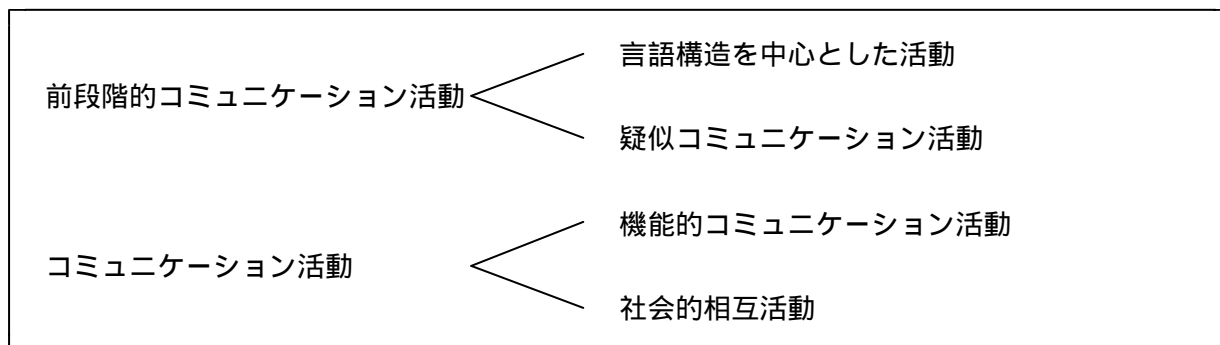 言語構造を中心とした活動
前段階的コミュニケーション活動
疑似コミュニケーション活動
機能的コミュニケーション活動
コミュニケーション活動
社会的相互活動